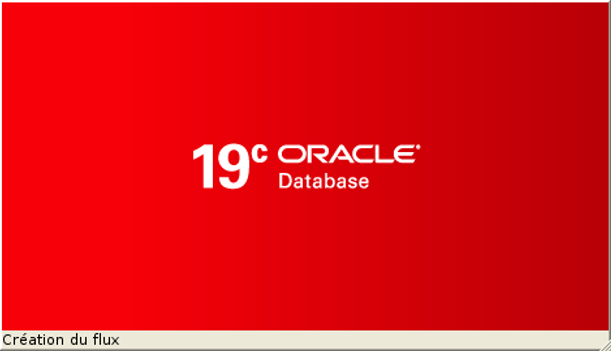 19c ORACLE®
Database
Création du flux